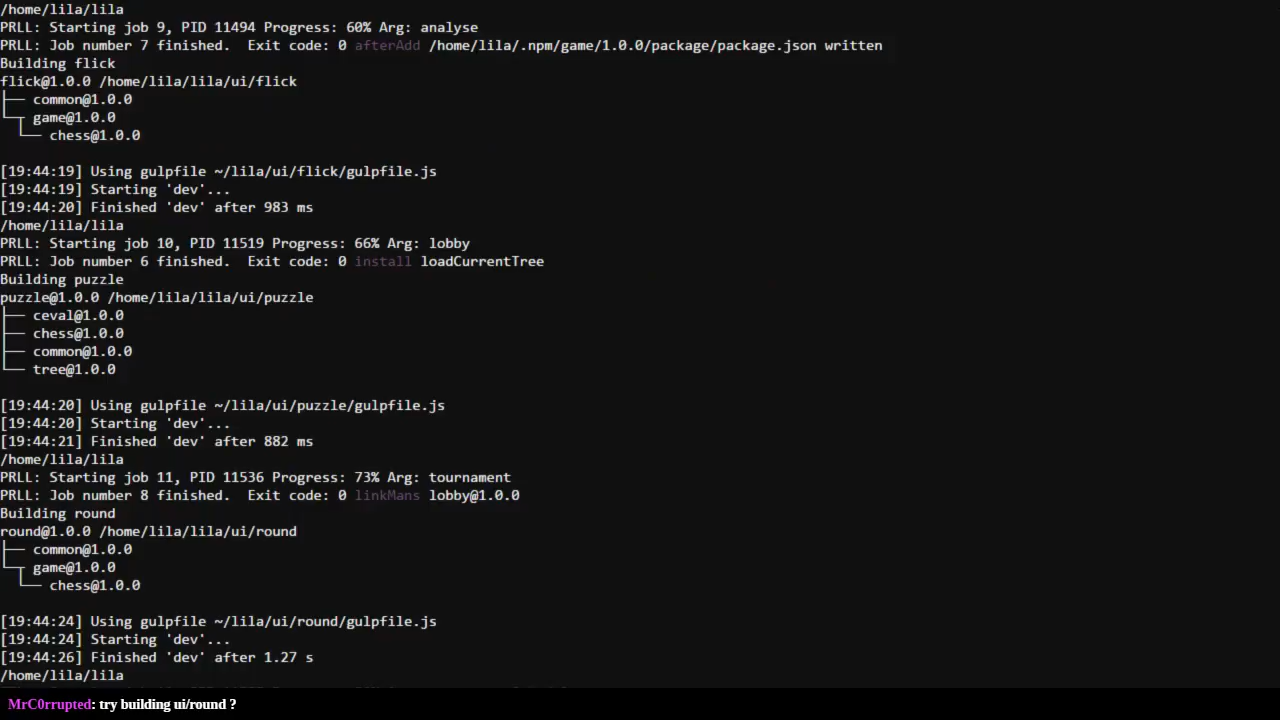 /home/lila/lila
PRLL: Starting job 9, PID 11494 Progress: 60% Arg: analyse
PRLL: Job number 7 finished.  Exit code: 0 afterAdd /home/lila/.npm/game/1.0.0/package/package.json written
Building flick
flick@1.0.0 /home/lila/lila/ui/flick
├── common@1.0.0
└─┬ game@1.0.0
  └── chess@1.0.0
[19:44:19] Using gulpfile ~/lila/ui/flick/gulpfile.js
[19:44:19] Starting 'dev'...
[19:44:20] Finished 'dev' after 983 ms
/home/lila/lila
PRLL: Starting job 10, PID 11519 Progress: 66% Arg: lobby
PRLL: Job number 6 finished.  Exit code: 0 install loadCurrentTree
Building puzzle
puzzle@1.0.0 /home/lila/lila/ui/puzzle
├── ceval@1.0.0
├── chess@1.0.0
├── common@1.0.0
└── tree@1.0.0
[19:44:20] Using gulpfile ~/lila/ui/puzzle/gulpfile.js
[19:44:20] Starting 'dev'...
[19:44:21] Finished 'dev' after 882 ms
/home/lila/lila
PRLL: Starting job 11, PID 11536 Progress: 73% Arg: tournament
PRLL: Job number 8 finished.  Exit code: 0 linkMans lobby@1.0.0
Building round
round@1.0.0 /home/lila/lila/ui/round
├── common@1.0.0
└─┬ game@1.0.0
  └── chess@1.0.0
[19:44:24] Using gulpfile ~/lila/ui/round/gulpfile.js
[19:44:24] Starting 'dev'...
[19:44:26] Finished 'dev' after 1.27 s
/home/lila/lila
MrC0rrupted: try building ui/round ?